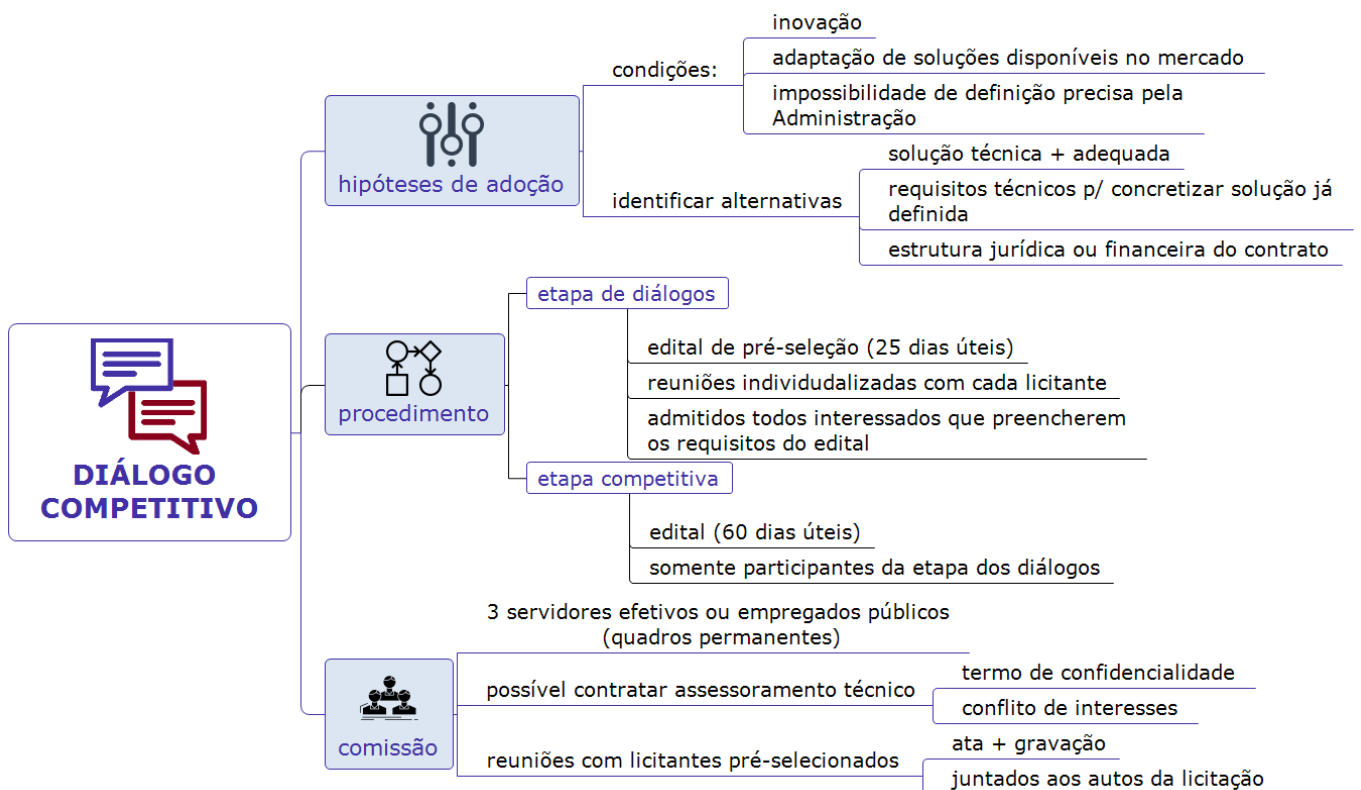 DIÁLOGO
COMPETITIVO
hipóteses de adoção
condições:
inovação
adaptação de soluções disponíveis no mercado
impossibilidade de definição precisa pela
Administração
identificar alternativas
solução técnica + adequada
requisitos técnicos p/ concretizar solução já
definida
estrutura jurídica ou financeira do contrato
procedimento
etapa de diálogos
edital de pré-seleção (25 dias úteis)
reuniões individudalizadas com cada licitante
admitidos todos interessados que preencherem
os requisitos do edital
etapa competitiva
edital (60 dias úteis)
somente participantes da etapa dos diálogos
comissão
3 servidores efetivos ou empregados públicos
(quadros permanentes)
possível contratar assessoramento técnico
termo de confidencialidade
conflito de interesses
reuniões com licitantes pré-selecionados
ata + gravação
juntados aos autos da licitação